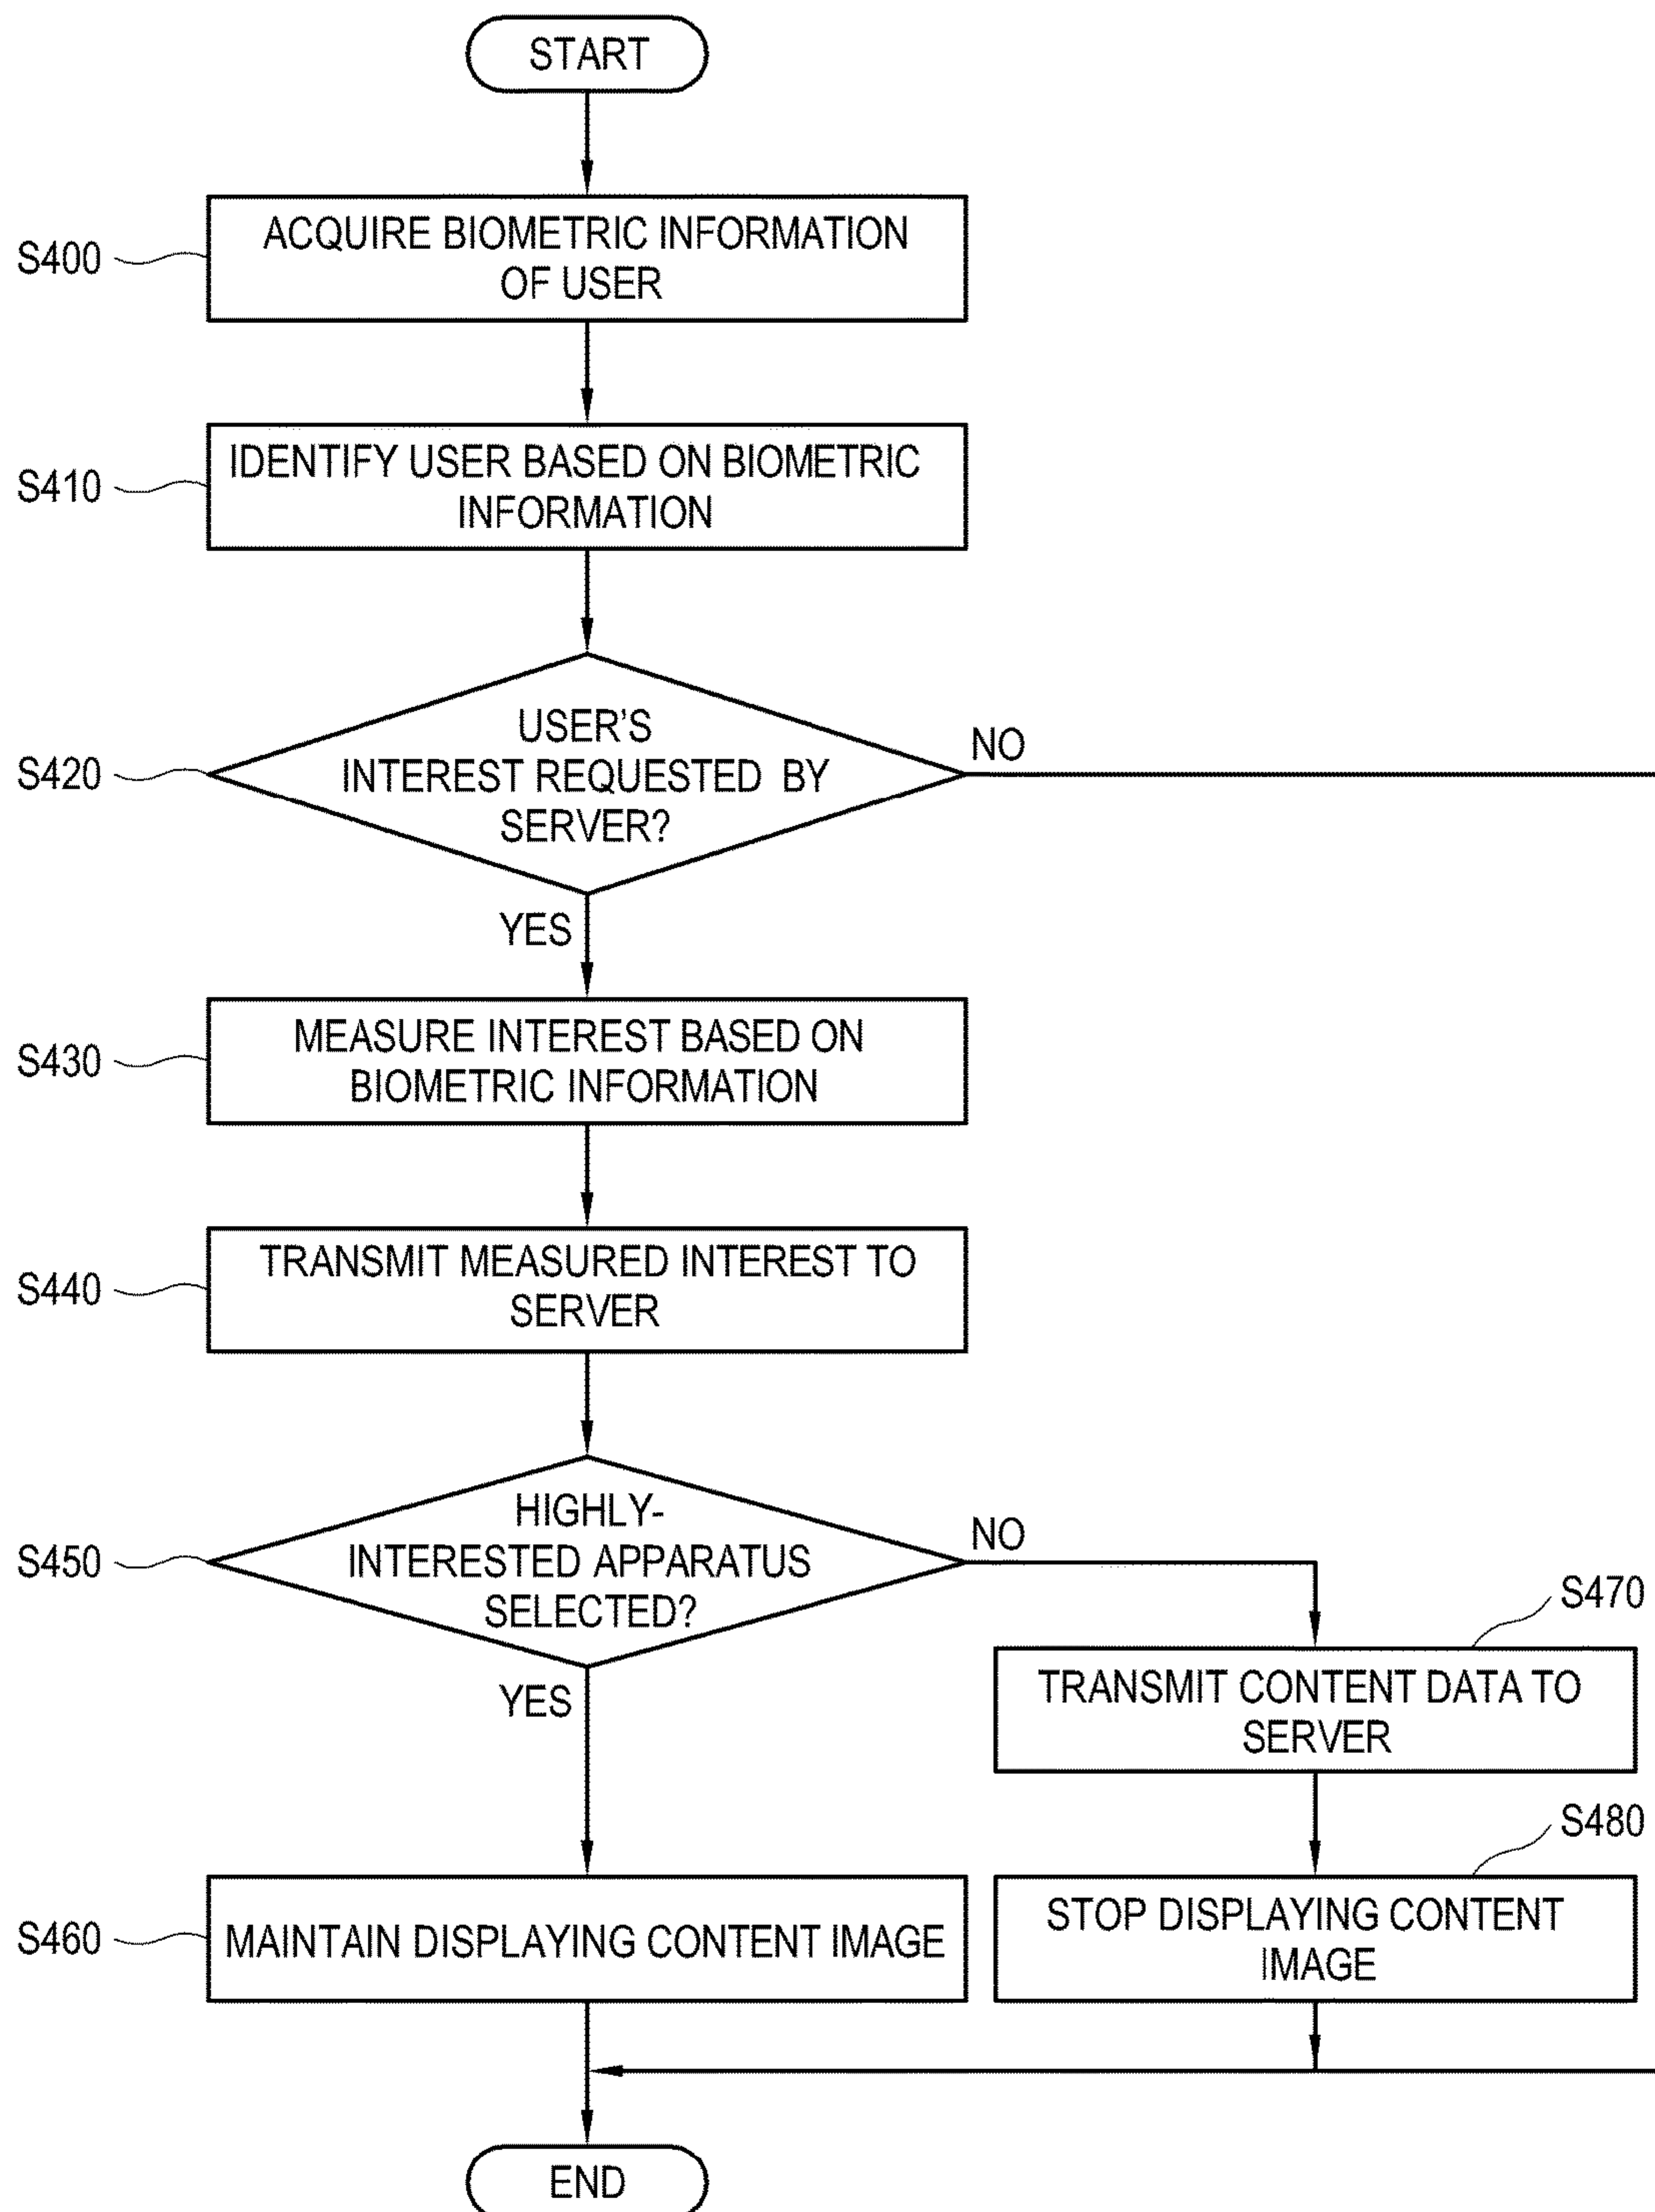 START
S400
ACQUIRE BIOMETRIC INFORMATION
OF USER
S410
IDENTIFY USER BASED ON BIOMETRIC
INFORMATION
S420
USER'S
INTEREST REQUESTED BY
SERVER?
NO
YES
S430
MEASURE INTEREST BASED ON
BIOMETRIC INFORMATION
S440
TRANSMIT MEASURED INTEREST TO
SERVER
S450
HIGHLY-
INTERESTED APPARATUS
SELECTED?
NO
YES
S470
TRANSMIT CONTENT DATA TO
SERVER
S460
MAINTAIN DISPLAYING CONTENT IMAGE
S480
STOP DISPLAYING CONTENT
IMAGE
END